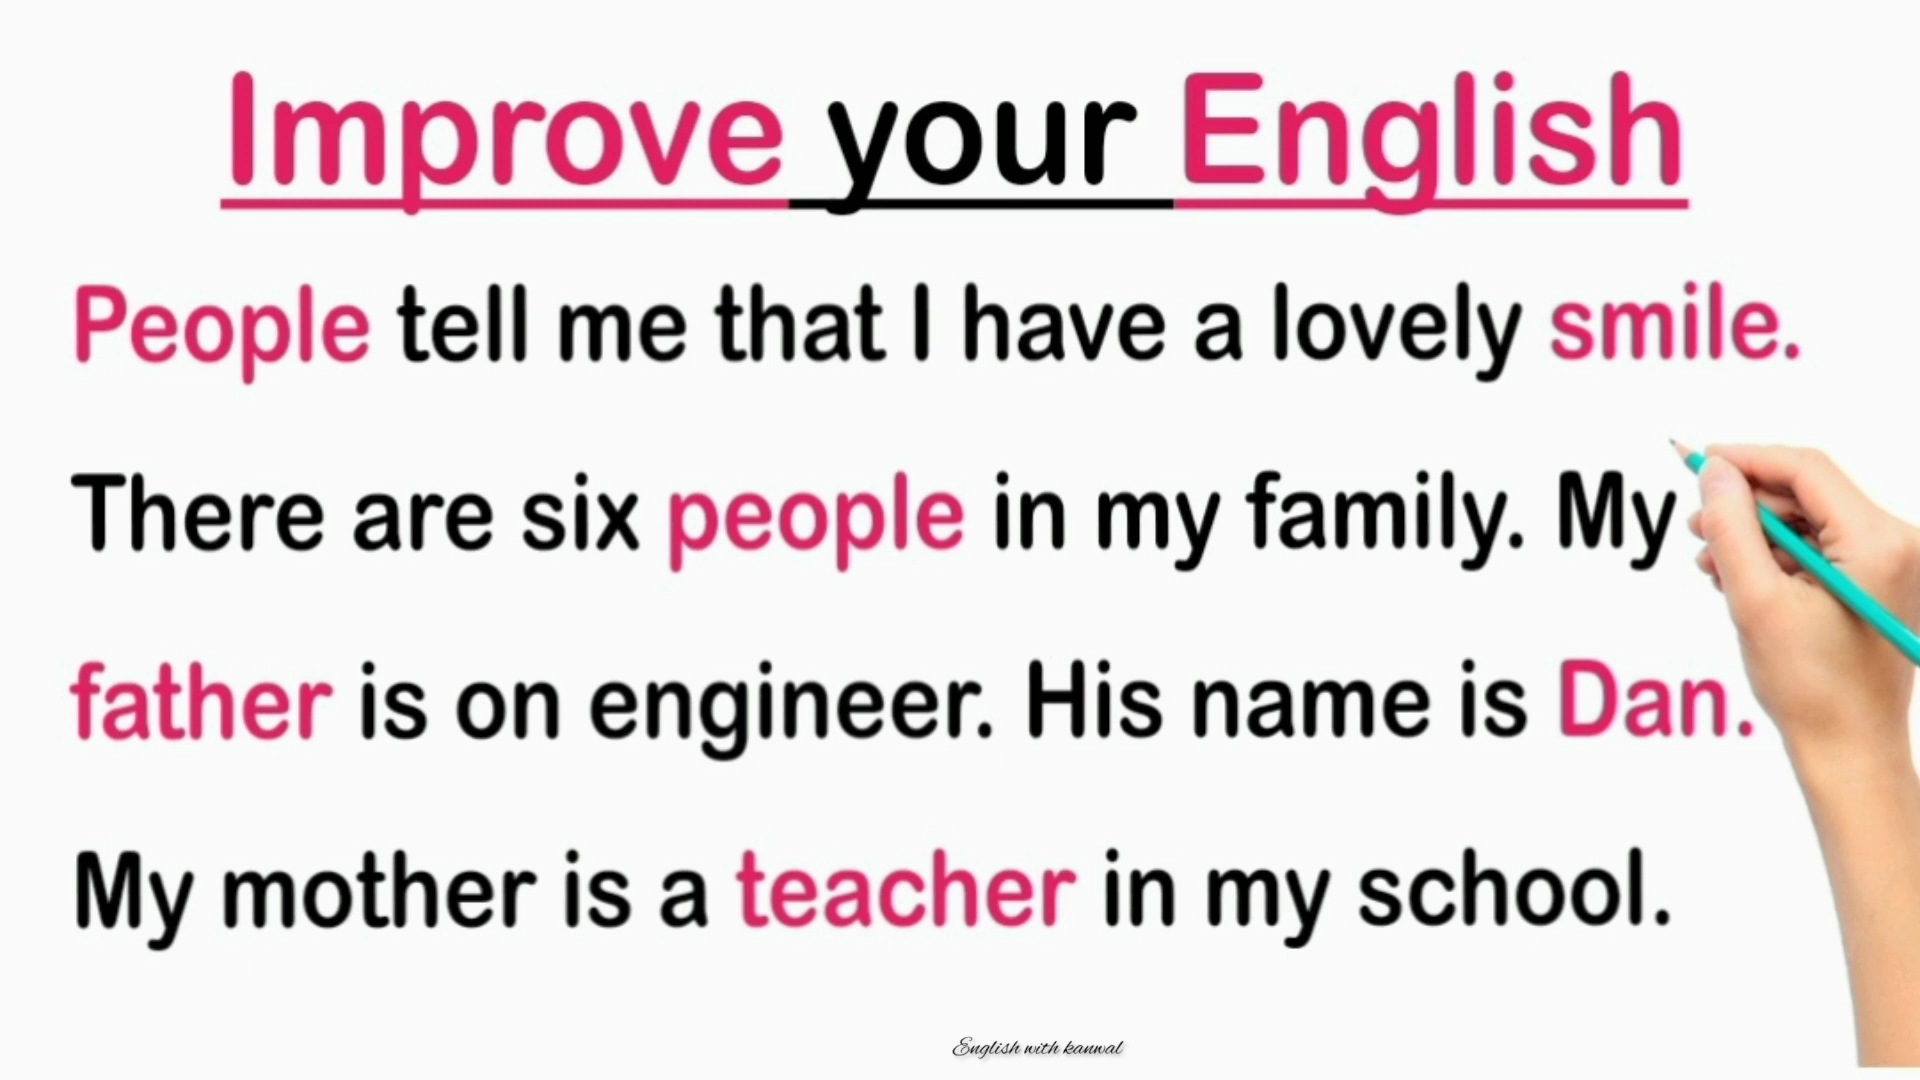 Improve your English
People tell me that I have a lovely smile.
There are six people in my family. My
father is on engineer. His name is Dan.
My mother is a teacher in my school.
English with kanwal